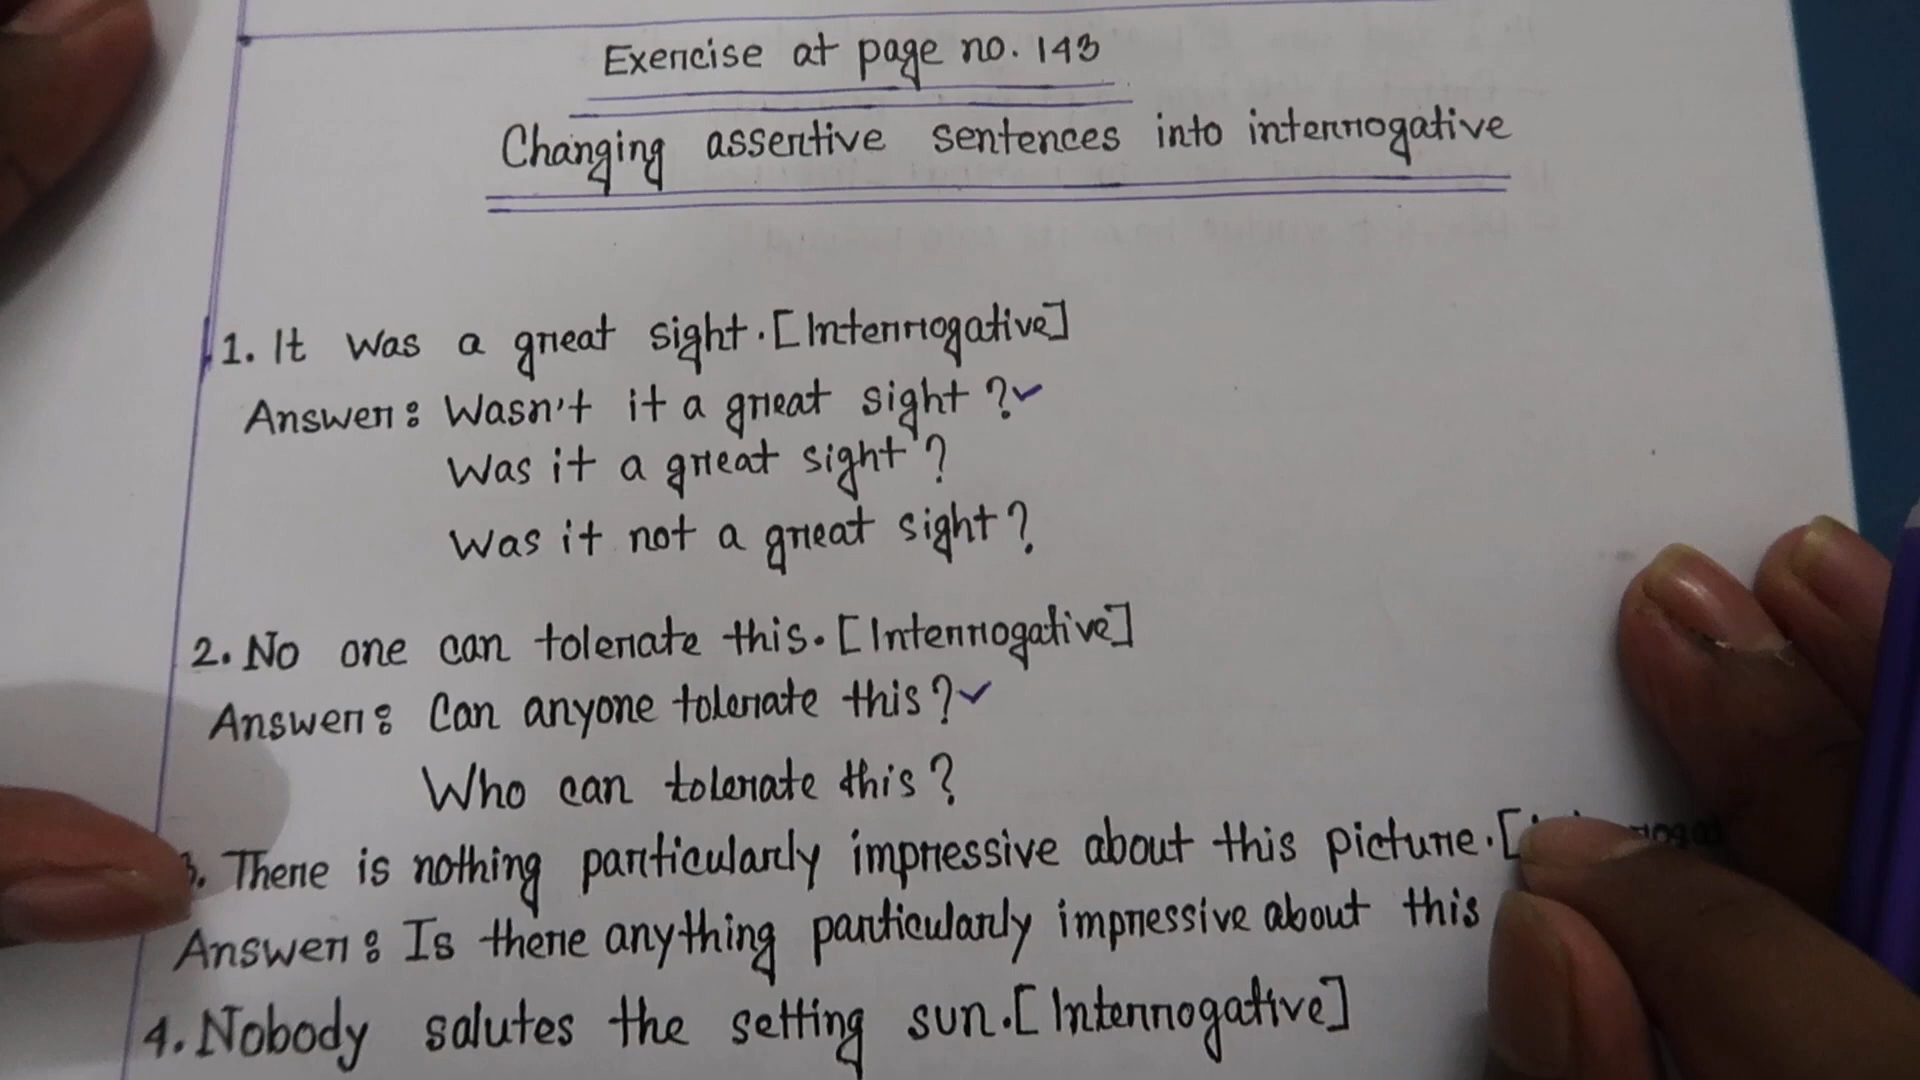 Exercise at page no. 143
Changing assertive sentences into interrogative
1. It was a great sight. [Interrogative]
Answer: Wasn't it a great sight?✓
Was it a great sight?
Was it not a great sight?
2. No one can tolerate this. [Interrogative]
Answer: Can anyone tolerate this?✓
Who can tolerate this?
3. There is nothing particularly impressive about this picture. [
Answer: Is there anything particularly impressive about this
4. Nobody salutes the setting sun. [Interrogative]